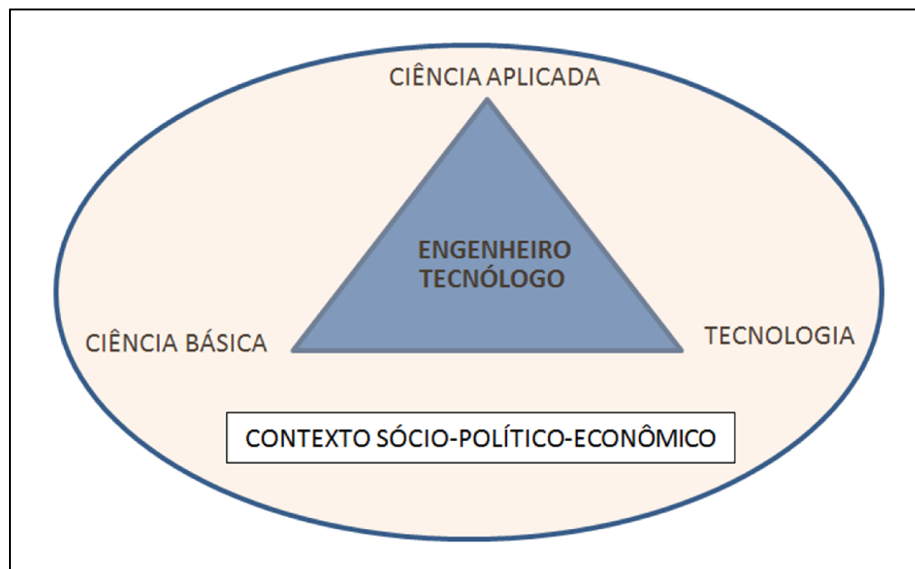 CIÊNCIA APLICADA
ENGENHEIRO
TECNÓLOGO
CIÊNCIA BÁSICA
TECNOLOGIA
CONTEXTO SÓCIO-POLÍTICO-ECONÔMICO